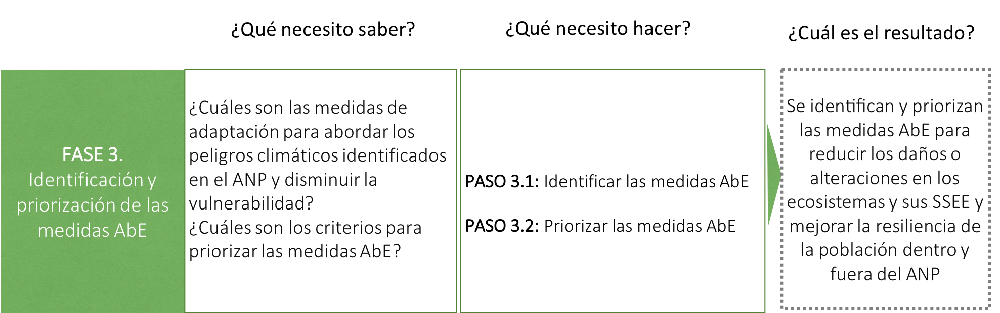 ¿Qué necesito saber?
¿Qué necesito hacer?
¿Cuál es el resultado?
FASE 3.
Identificación y
priorización de las
medidas AbE
¿Cuáles son las medidas de
adaptación para abordar los
peligros climáticos identificados
en el ANP y disminuir la
vulnerabilidad?
¿Cuáles son los criterios para
priorizar las medidas AbE?
PASO 3.1: Identificar las medidas AbE
PASO 3.2: Priorizar las medidas AbE
Se identifican y priorizan
las medidas AbE para
reducir los daños o
alteraciones en los
ecosistemas y sus SSEE y
mejorar la resiliencia de
la población dentro y
fuera del ANP